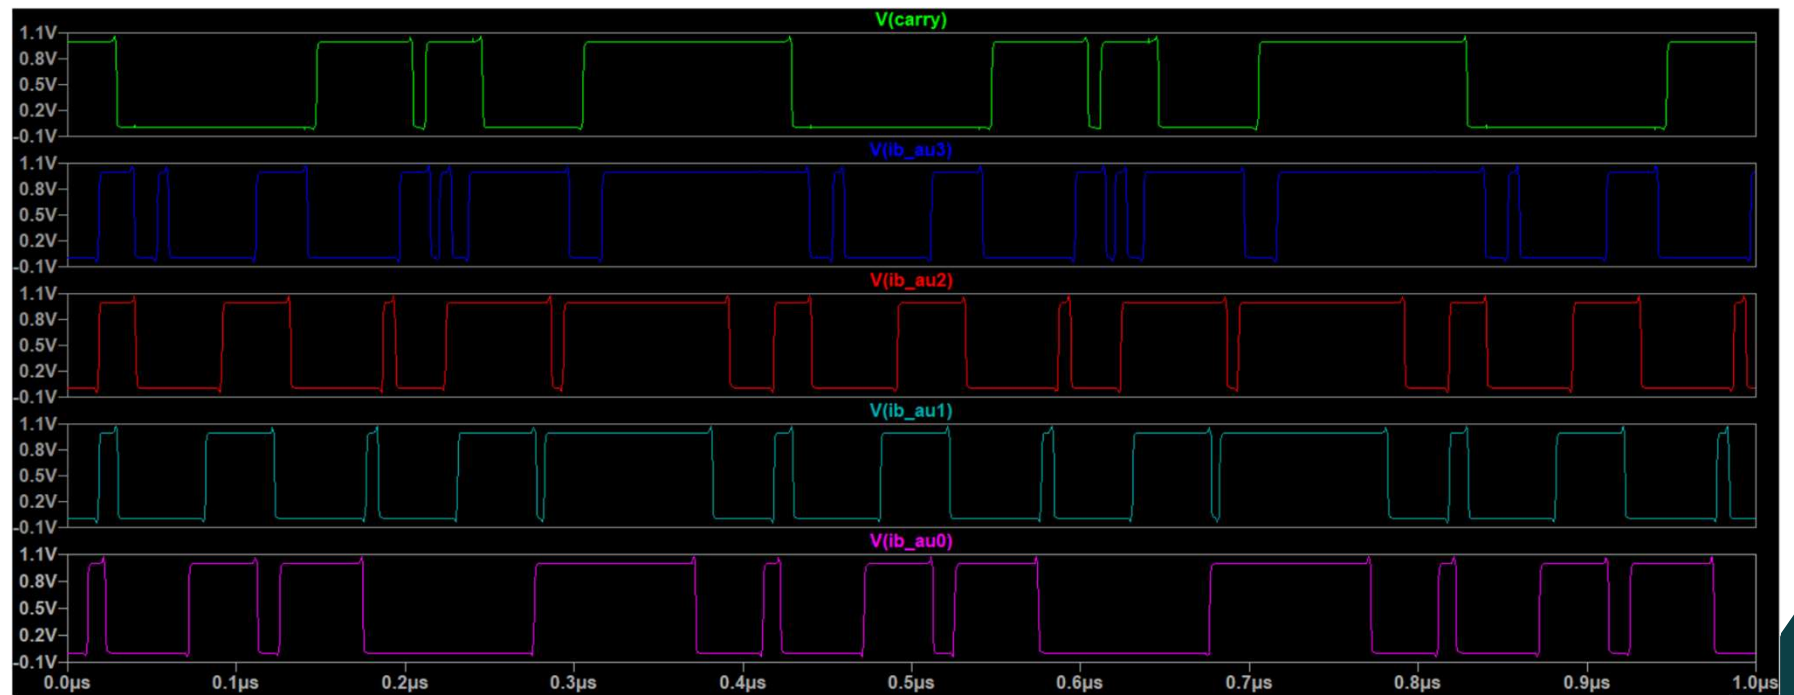 V(carry)
1.1V
0.8V
0.5V
0.2V
-0.1V
V(ib_au3)
1.1V
0.8V
0.5V
0.2V
-0.1V
V(ib_au2)
1.1V
0.8V
0.5V
0.2V
-0.1V
V(ib_au1)
1.1V
0.8V
0.5V
0.2V
-0.1V
V(ib_au0)
1.1V
0.8V
0.5V
0.2V
-0.1V
0.0µs 0.1µs 0.2µs 0.3µs 0.4µs 0.5µs 0.6µs 0.7µs 0.8µs 0.9µs 1.0µs